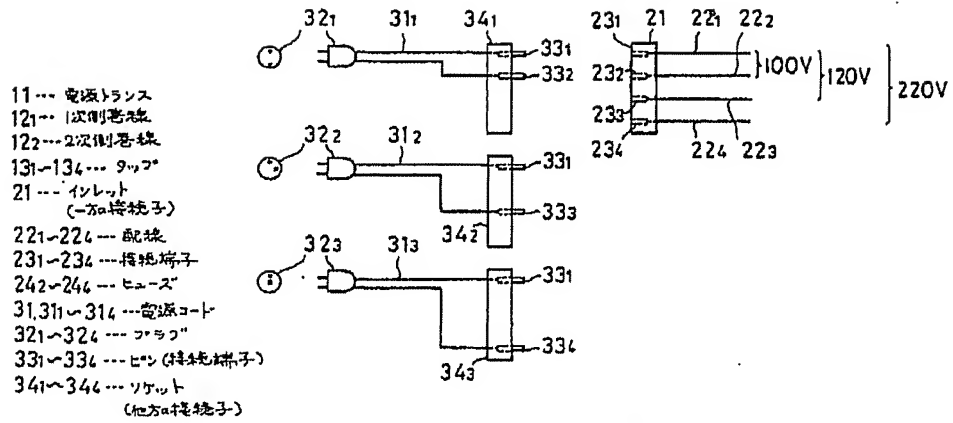 11 --- 電源トランス
121 --- 1次側巻線
122 --- 2次側巻線
131~134 --- タップ
21 --- インレット
(一方の接続子)
221~224 --- 配線
231~234 --- 接続端子
242~244 --- ヒューズ
31,311~314 --- 電源コード
321~324 --- プラグ
331~334 --- ピン(接続端子)
341~344 --- ソケット
(他方の接続子)
321
311
341
331
332
322
312
331
333
342
323
313
331
334
343
231
21
221
222
232
233
234
224
223
100V
120V
220V